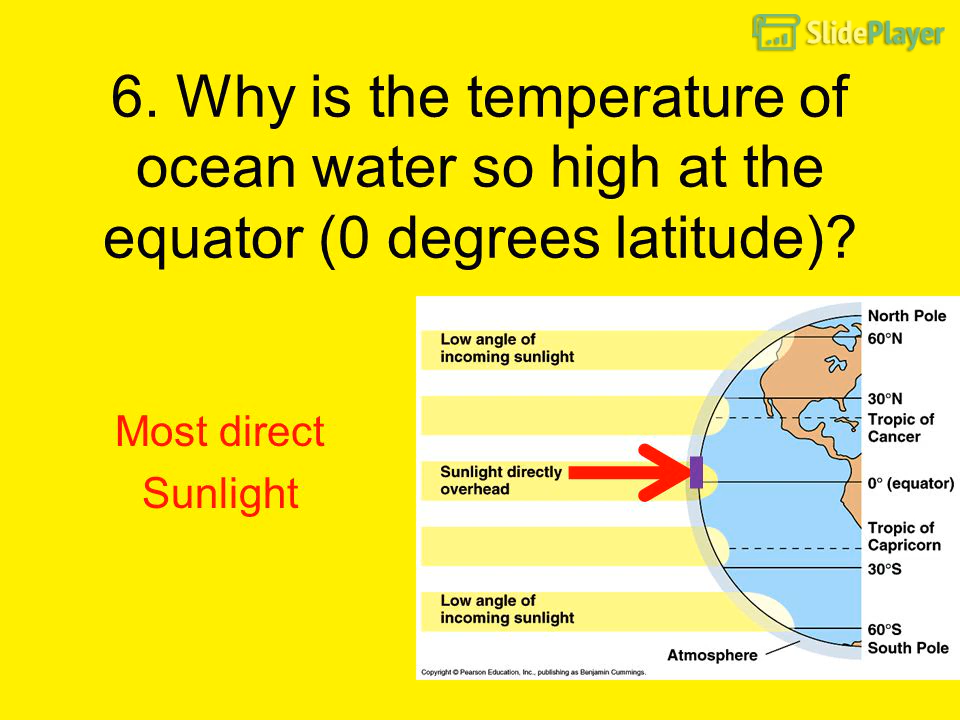 SlidePlayer
6. Why is the temperature of
ocean water so high at the
equator (0 degrees latitude)?
Most direct
Sunlight
North Pole
Low angle of
incoming sunlight
60°N
30°N
Tropic of
Cancer
Sunlight directly
overhead
0° (equator)
Tropic of
Capricorn
30°S
Low angle of
incoming sunlight
60°S
South Pole
Atmosphere
Copyright © Pearson Education, Inc., publishing as Benjamin Cummings.